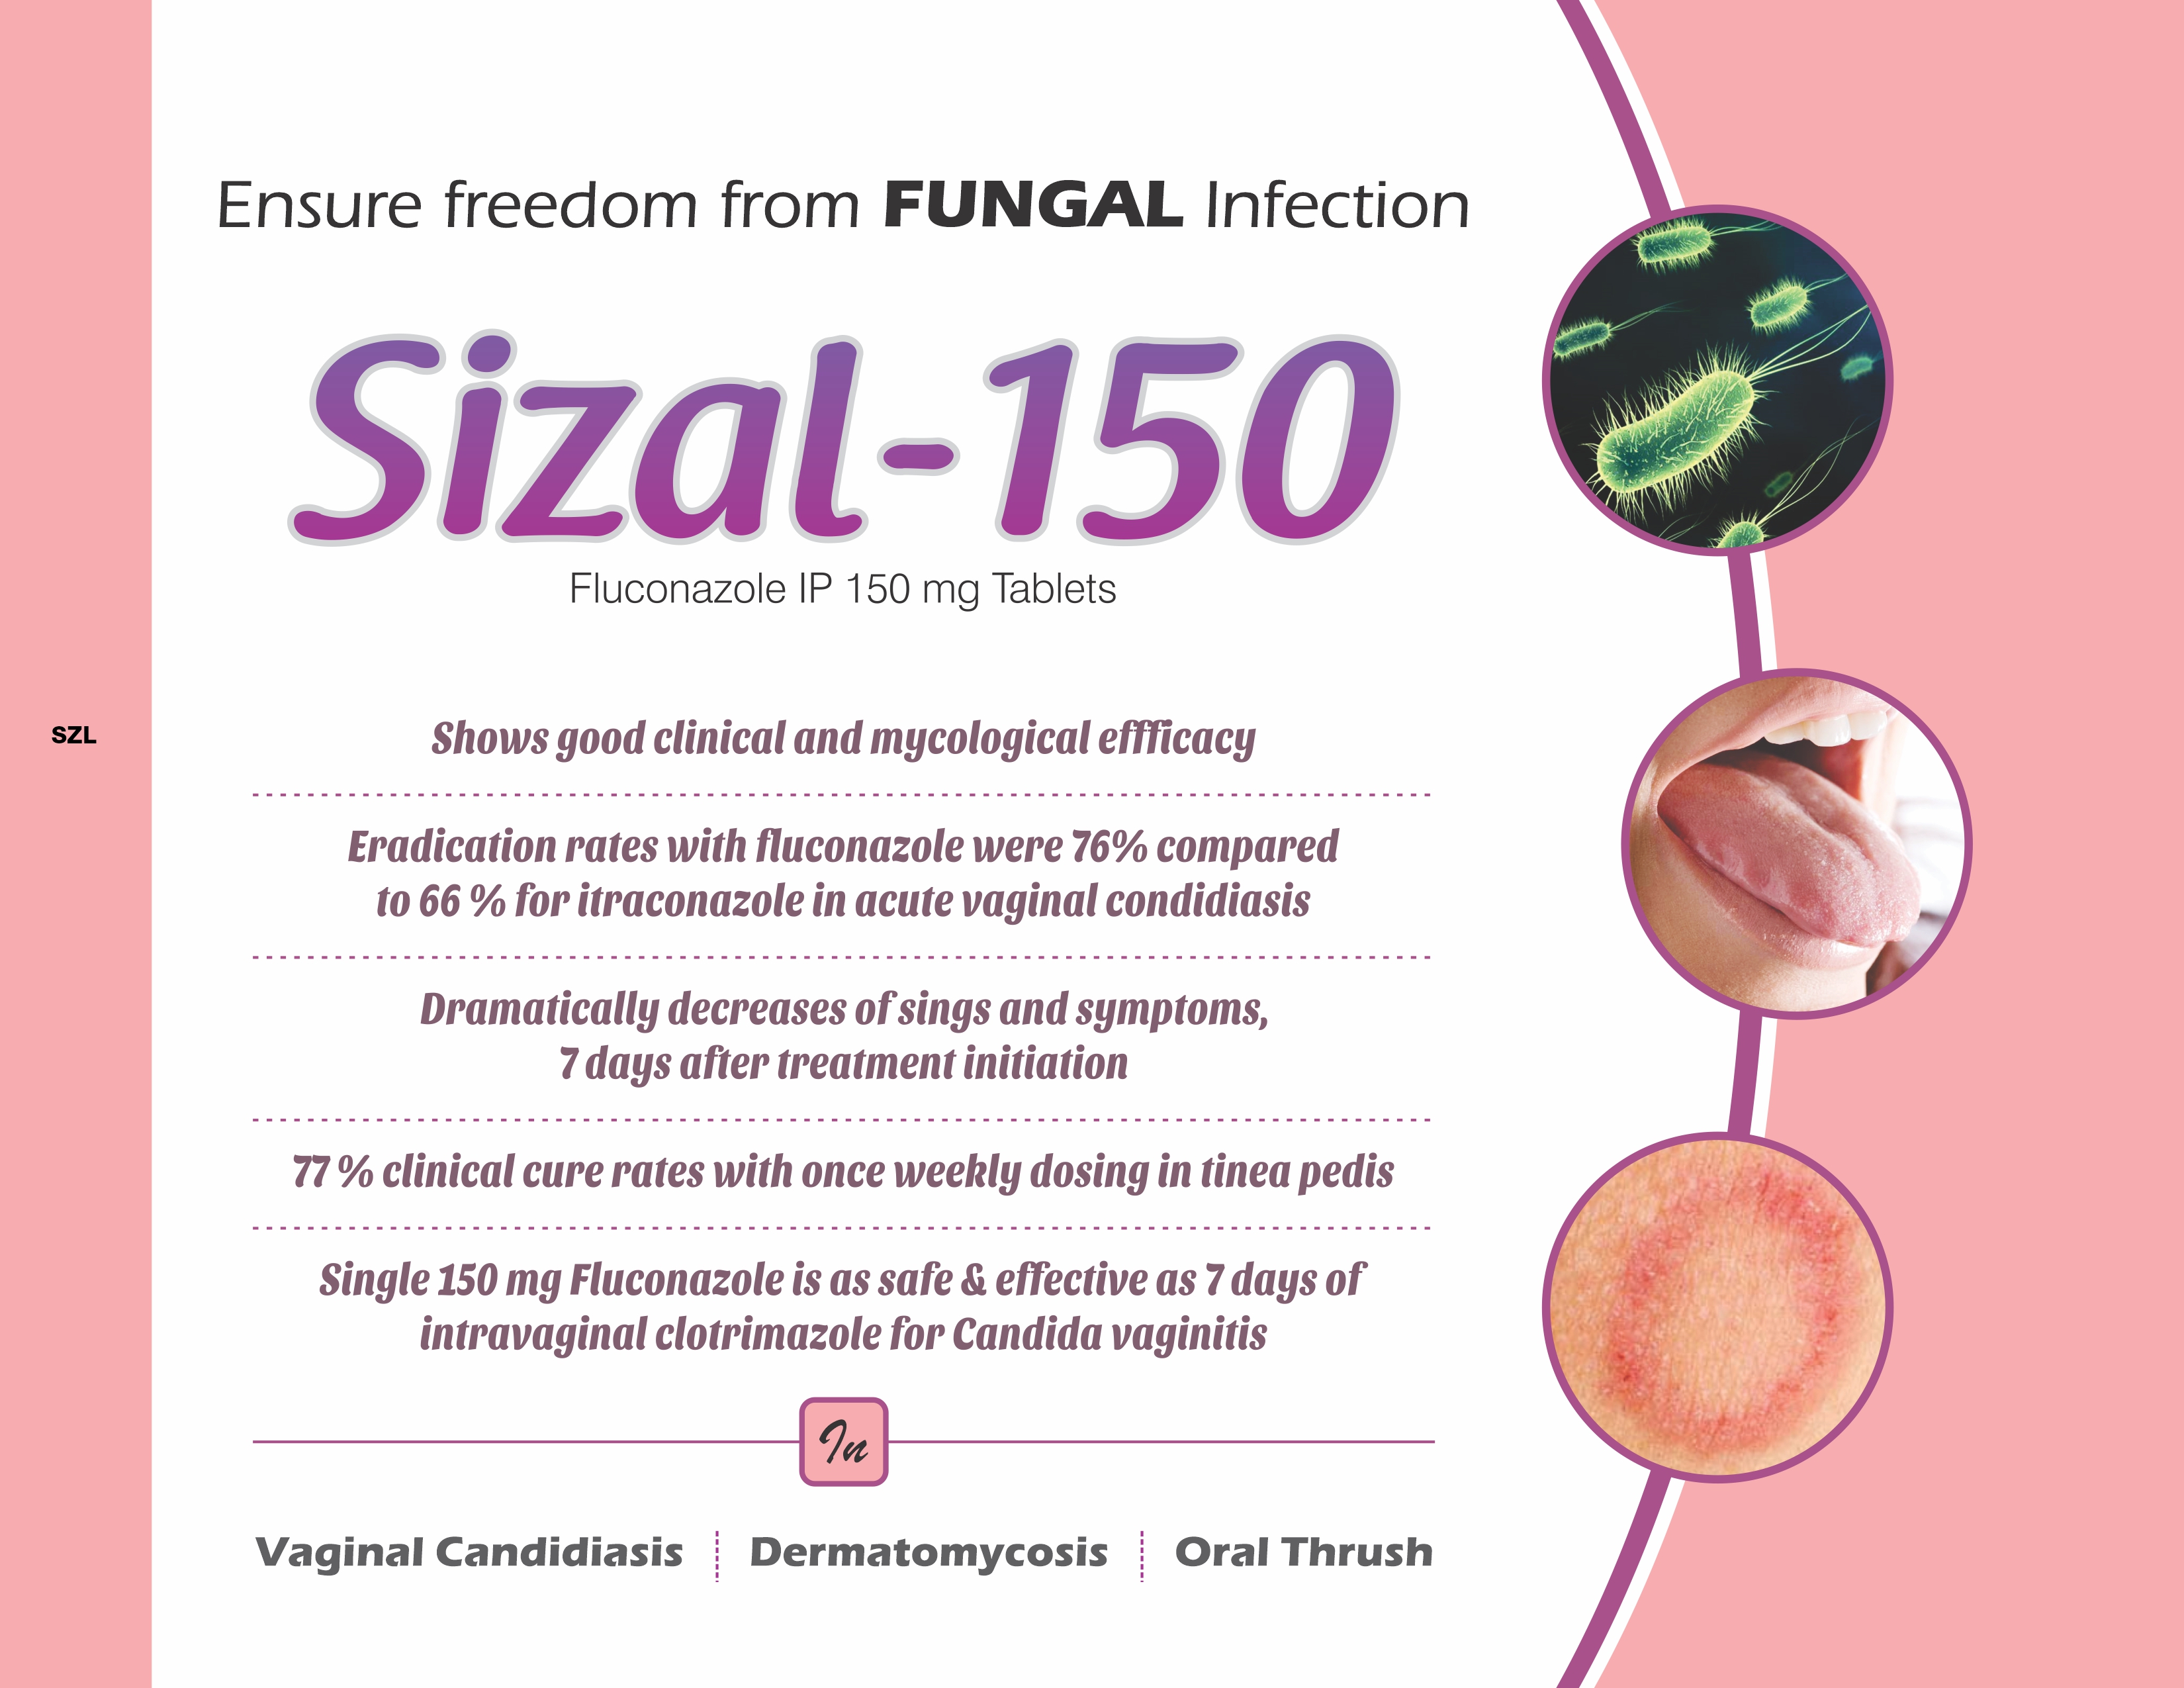 Ensure freedom from FUNGAL Infection
Sizal-150
Fluconazole IP 150 mg Tablets
SZL
Shows good clinical and mycological effficacy
Eradication rates with fluconazole were 76% compared
to 66 % for itraconazole in acute vaginal condidiasis
Dramatically decreases of sings and symptoms,
7 days after treatment initiation
77 % clinical cure rates with once weekly dosing in tinea pedis
Single 150 mg Fluconazole is as safe & effective as 7 days of
intravaginal clotrimazole for Candida vaginitis
In
Vaginal Candidiasis Dermatomycosis Oral Thrush